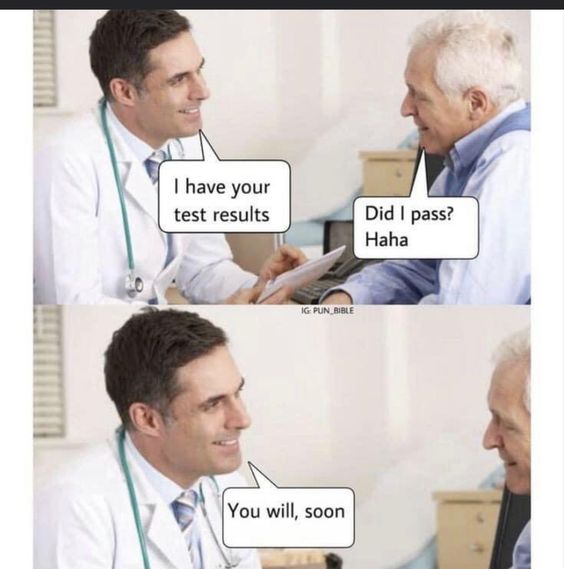 I have your
test results
Did I pass?
Haha
IG: PUN_BIBLE
You will, soon